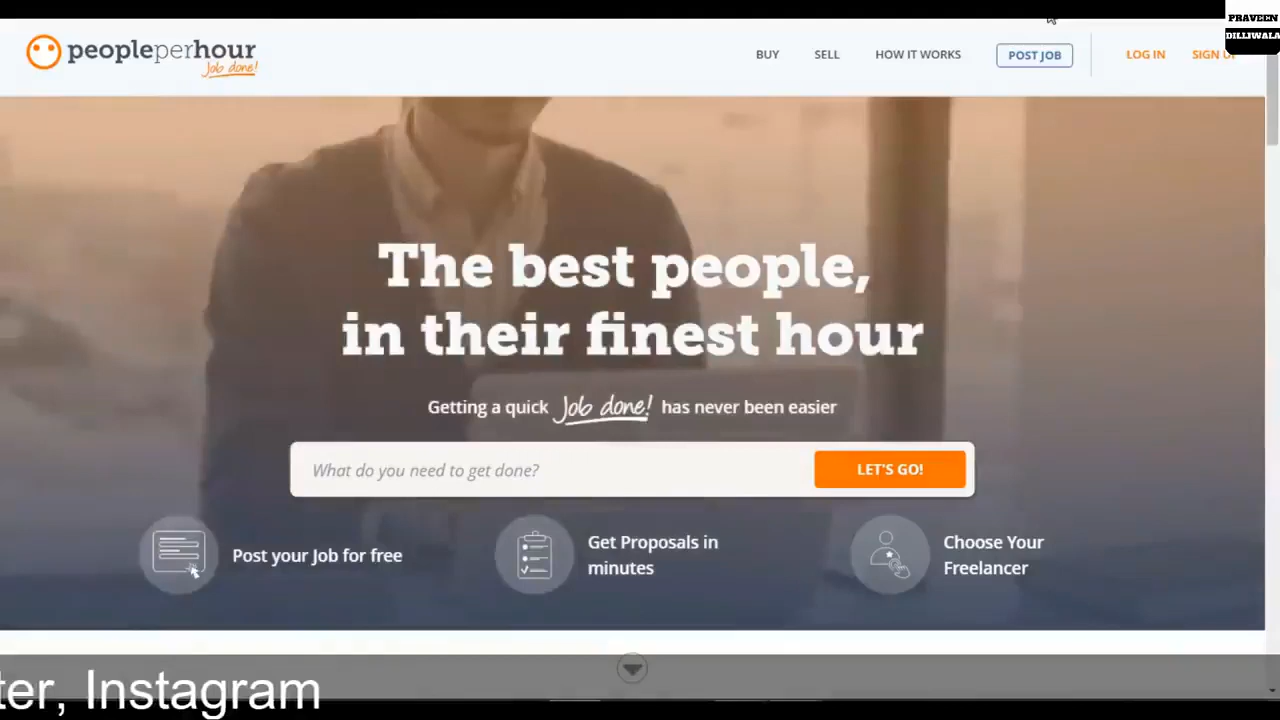 PRAVEEN
DILLIWALA
peopleperhour
Job done!
BUY
SELL
HOW IT WORKS
POST JOB
LOG IN
SIGN UP
The best people,
in their finest hour
Getting a quick Job done! has never been easier
What do you need to get done?
LET'S GO!
Post your Job for free
Get Proposals in
minutes
Choose Your
Freelancer
ter, Instagram